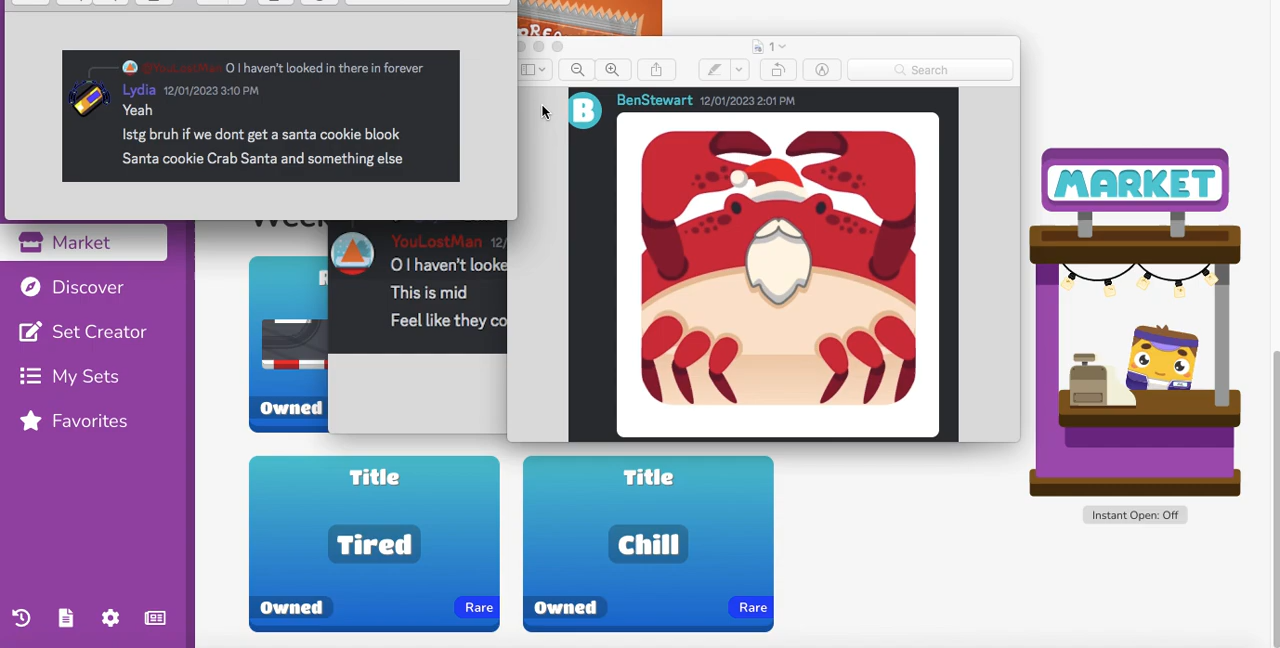 @YouLostMan O I haven't looked in there in forever
Lydia 12/01/2023 3:10 PM
Yeah
Istg bruh if we dont get a santa cookie blook
Santa cookie Crab Santa and something else
1
Search
BenStewart 12/01/2023 2:01 PM
B
YouLostMan 12/
O I haven't looke
This is mid
Feel like they co
MARKET
Market
Discover
Set Creator
My Sets
Favorites
Owned
Title
Tired
Owned
Rare
Title
Chill
Owned
Rare
Instant Open: Off